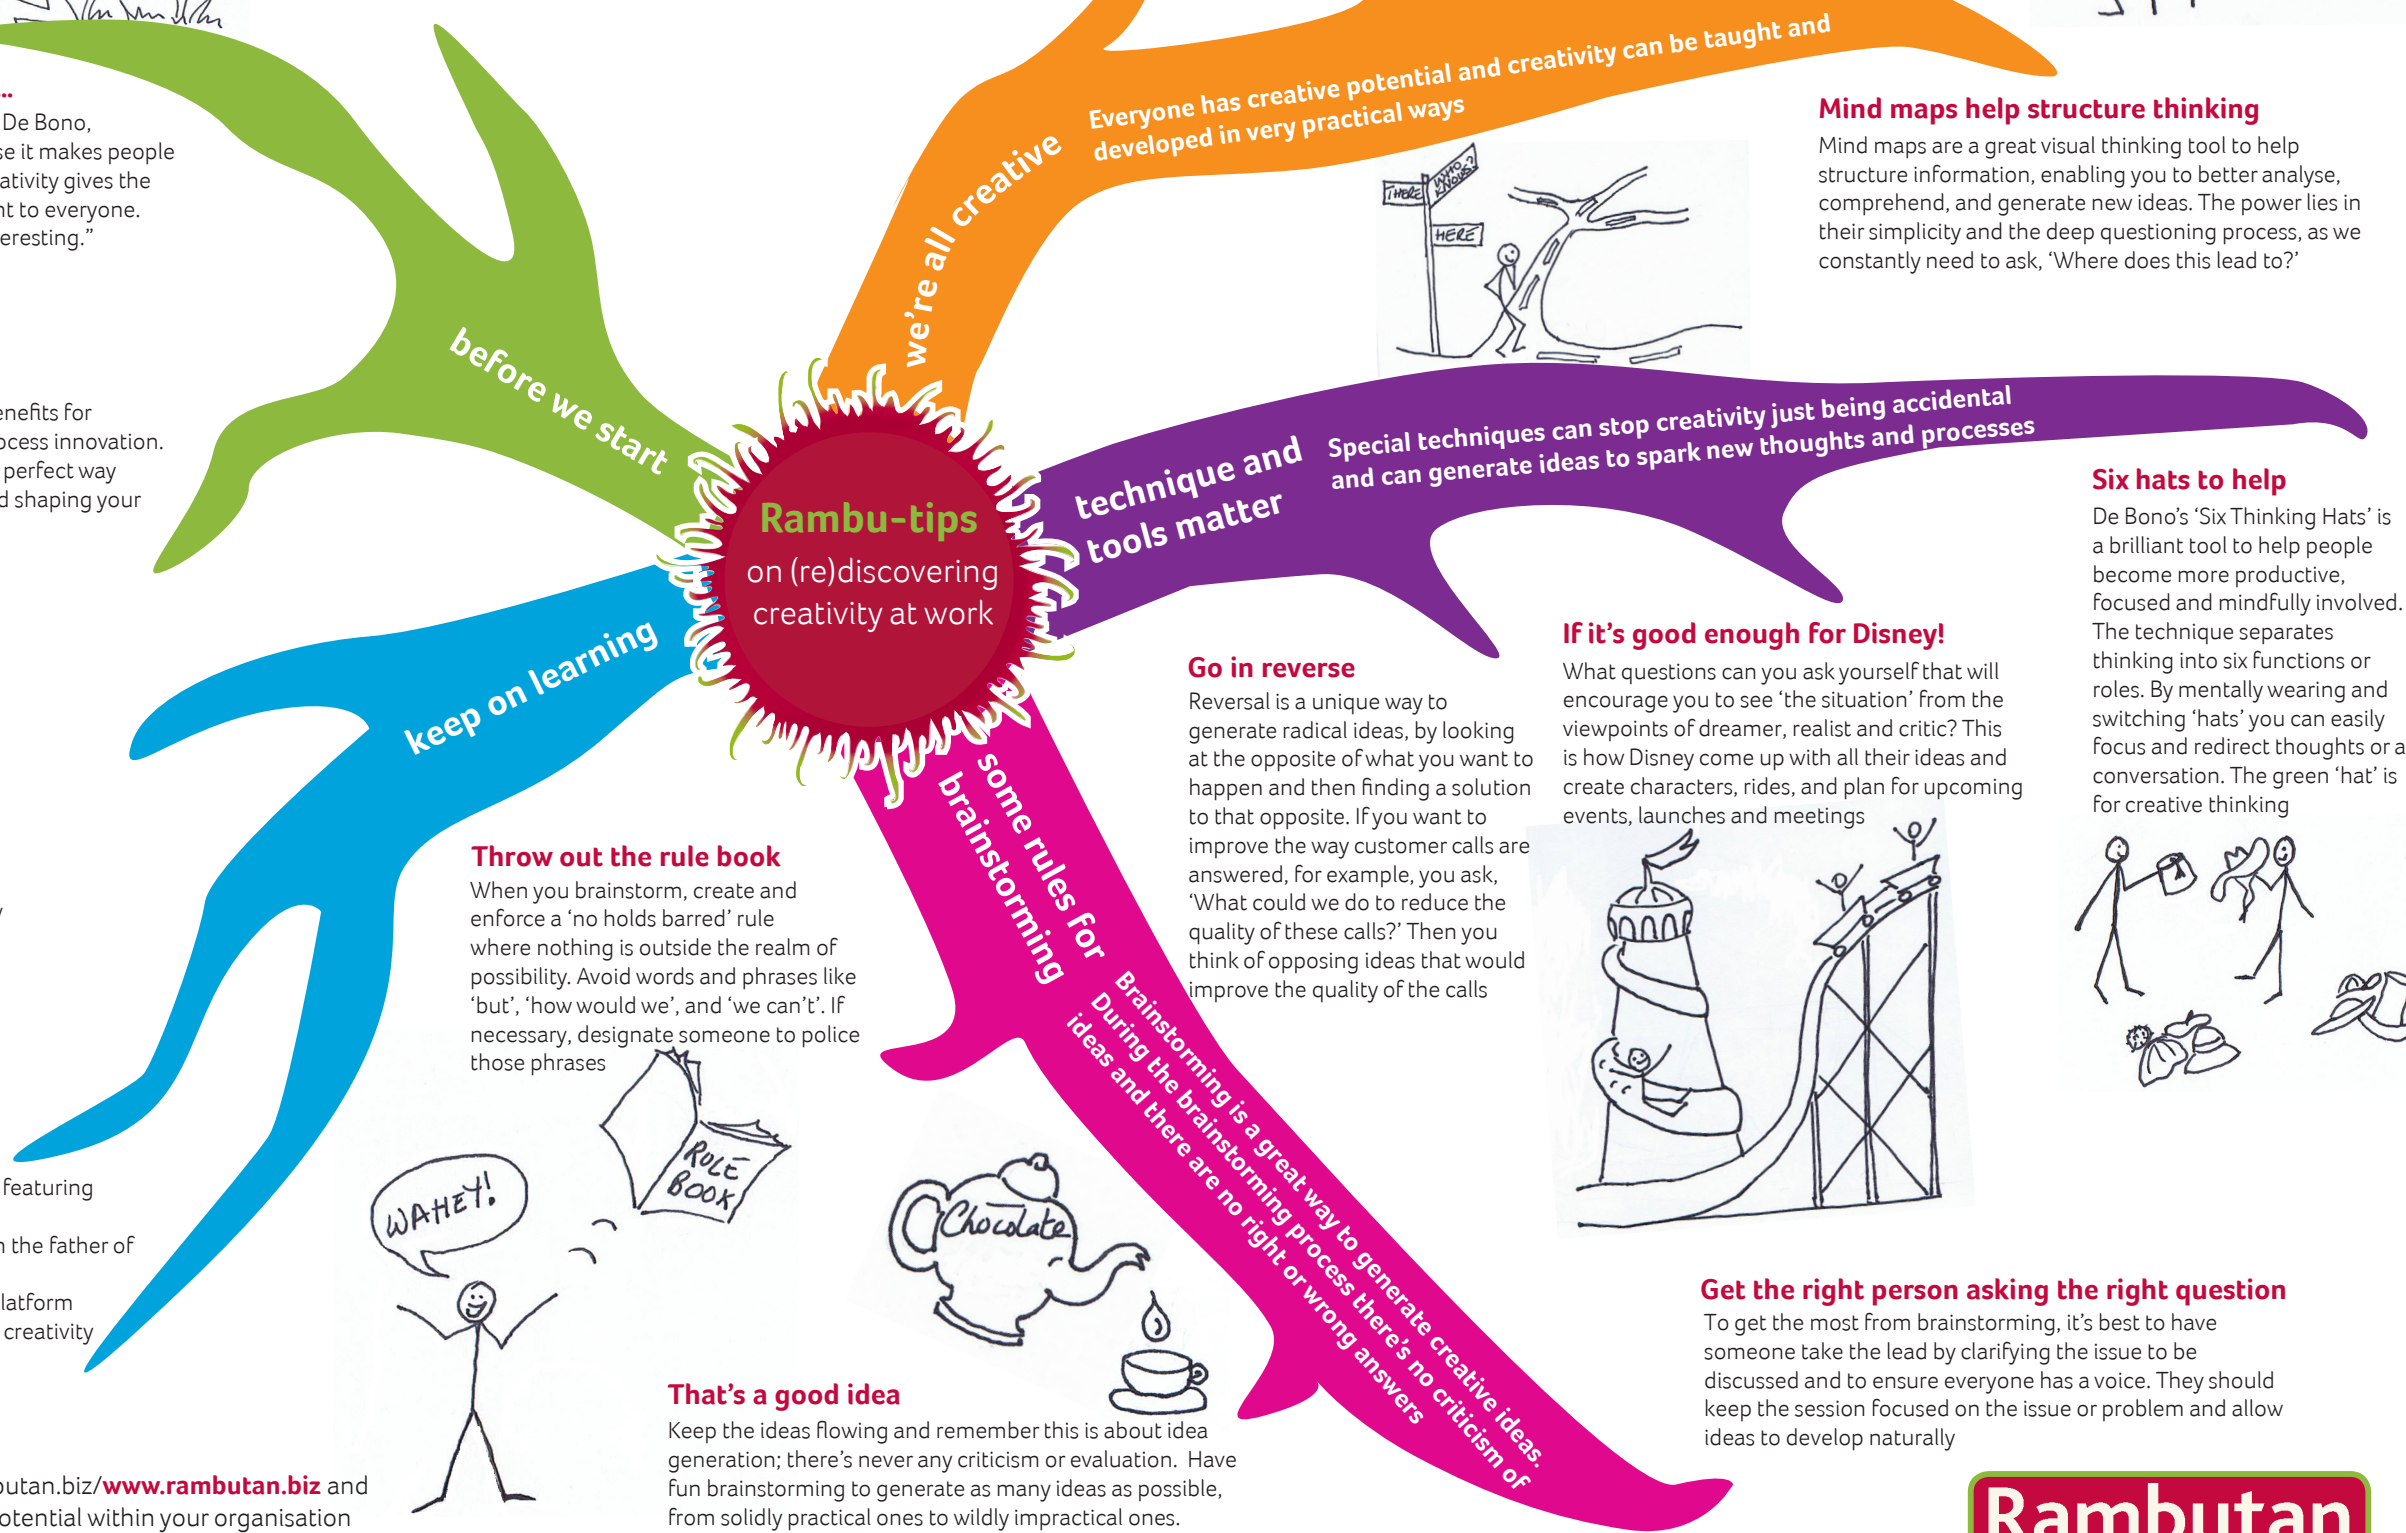 ...
De Bono,
se it makes people
ativity gives the
nt to everyone.
eresting.”
enefits for
ocess innovation.
perfect way
d shaping your
before we start
we’re all creative
Everyone has creative potential and creativity can be taught and
developed in very practical ways
THERE
WHO
KNOWS?
HERE
Mind maps help structure thinking
Mind maps are a great visual thinking tool to help
structure information, enabling you to better analyse,
comprehend, and generate new ideas. The power lies in
their simplicity and the deep questioning process, as we
constantly need to ask, ‘Where does this lead to?’
Rambu-tips
on (re)discovering
creativity at work
technique and
tools matter
Special techniques can stop creativity just being accidental
and can generate ideas to spark new thoughts and processes
Six hats to help
De Bono’s ‘Six Thinking Hats’ is
a brilliant tool to help people
become more productive,
focused and mindfully involved.
The technique separates
thinking into six functions or
roles. By mentally wearing and
switching ‘hats’ you can easily
focus and redirect thoughts or a
conversation. The green ‘hat’ is
for creative thinking
If it’s good enough for Disney!
What questions can you ask yourself that will
encourage you to see ‘the situation’ from the
viewpoints of dreamer, realist and critic? This
is how Disney come up with all their ideas and
create characters, rides, and plan for upcoming
events, launches and meetings
Go in reverse
Reversal is a unique way to
generate radical ideas, by looking
at the opposite of what you want to
happen and then finding a solution
to that opposite. If you want to
improve the way customer calls are
answered, for example, you ask,
‘What could we do to reduce the
quality of these calls?’ Then you
think of opposing ideas that would
improve the quality of the calls
keep on learning
some rules for
brainstorming
Brainstorming is a great way to generate creative ideas.
During the brainstorming process there’s no criticism of
ideas and there are no right or wrong answers
Throw out the rule book
When you brainstorm, create and
enforce a ‘no holds barred’ rule
where nothing is outside the realm of
possibility. Avoid words and phrases like
‘but’, ‘how would we’, and ‘we can’t’. If
necessary, designate someone to police
those phrases
RULE
BOOK
WAHEY!
Chocolate
featuring
the father of
latform
creativity
That’s a good idea
Keep the ideas flowing and remember this is about idea
generation; there’s never any criticism or evaluation. Have
fun brainstorming to generate as many ideas as possible,
from solidly practical ones to wildly impractical ones.
Get the right person asking the right question
To get the most from brainstorming, it’s best to have
someone take the lead by clarifying the issue to be
discussed and to ensure everyone has a voice. They should
keep the session focused on the issue or problem and allow
ideas to develop naturally
butan.biz/www.rambutan.biz and
otential within your organisation
Rambutan